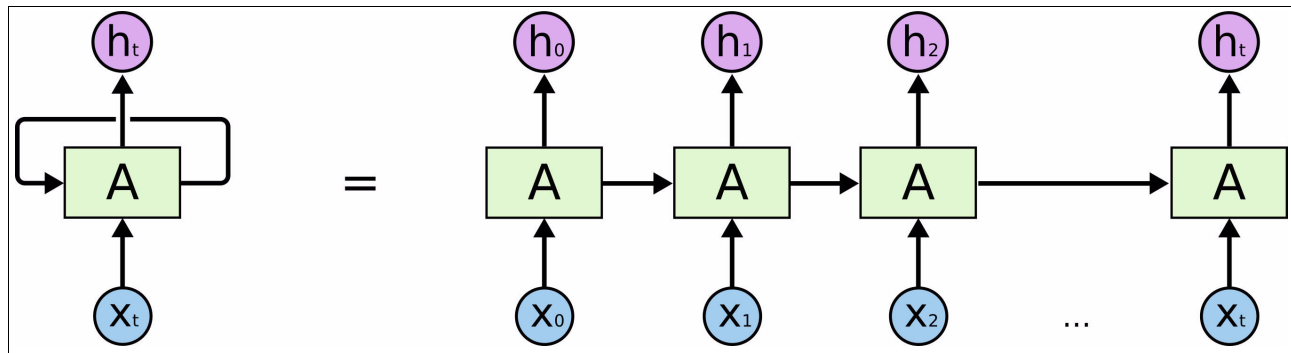 hₜ h₀ h₁ h₂ hₜ
A = A A A A
xₜ x₀ x₁ x₂ ... xₜ